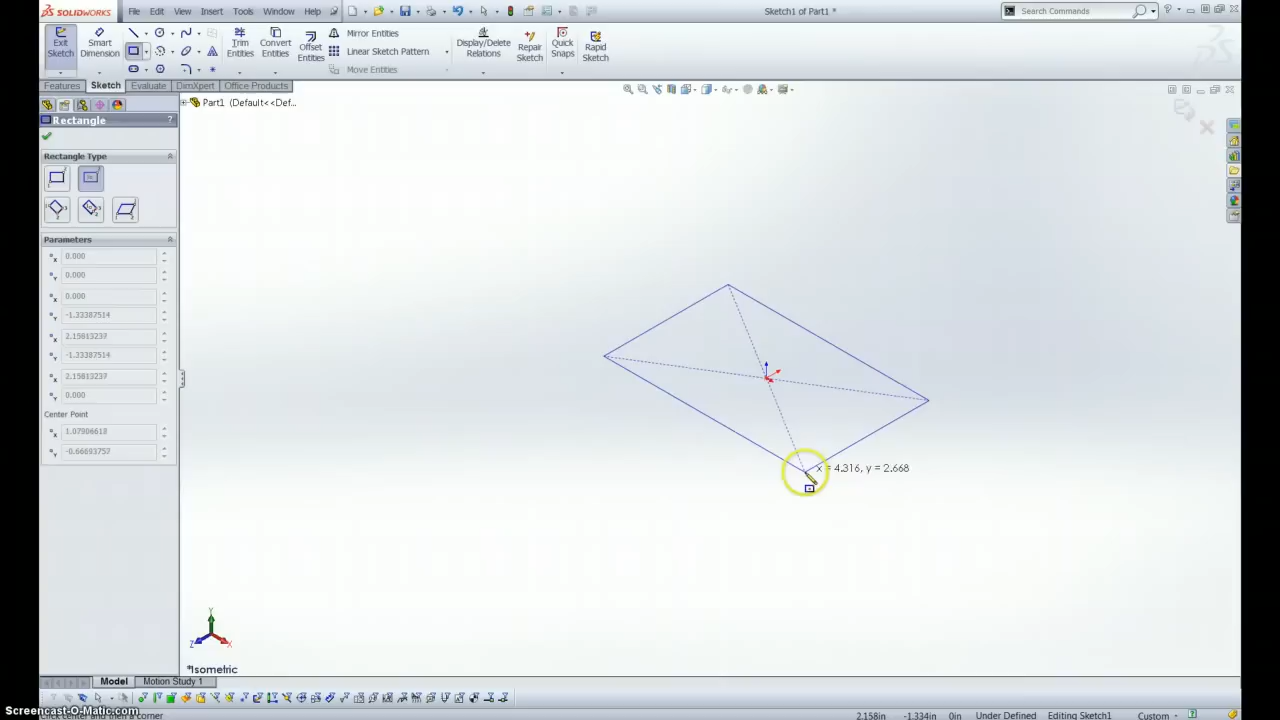 SOLIDWORKS File Edit View Insert Tools Window Help Sketch1 of Part1 * Search Commands
Exit Sketch
Smart Dimension
Trim Entities
Convert Entities
Offset Entities
Mirror Entities
Linear Sketch Pattern
Move Entities
Display/Delete Relations
Repair Sketch
Quick Snaps
Rapid Sketch
Features Sketch Evaluate DimXpert Office Products
Part1 (Default<<Def...
Rectangle ?
Rectangle Type
Parameters
0.000
0.000
0.000
-1.33387514
2.15813237
-1.33387514
2.15813237
0.000
Center Point
1.07906618
-0.66693757
x = 4.316, y = 2.668
Y
Z X
*Isometric
Model Motion Study 1
Screencast-O-Matic.com
Click center and then a corner 2.158in -1.334in 0in Under Defined Editing Sketch1 Custom